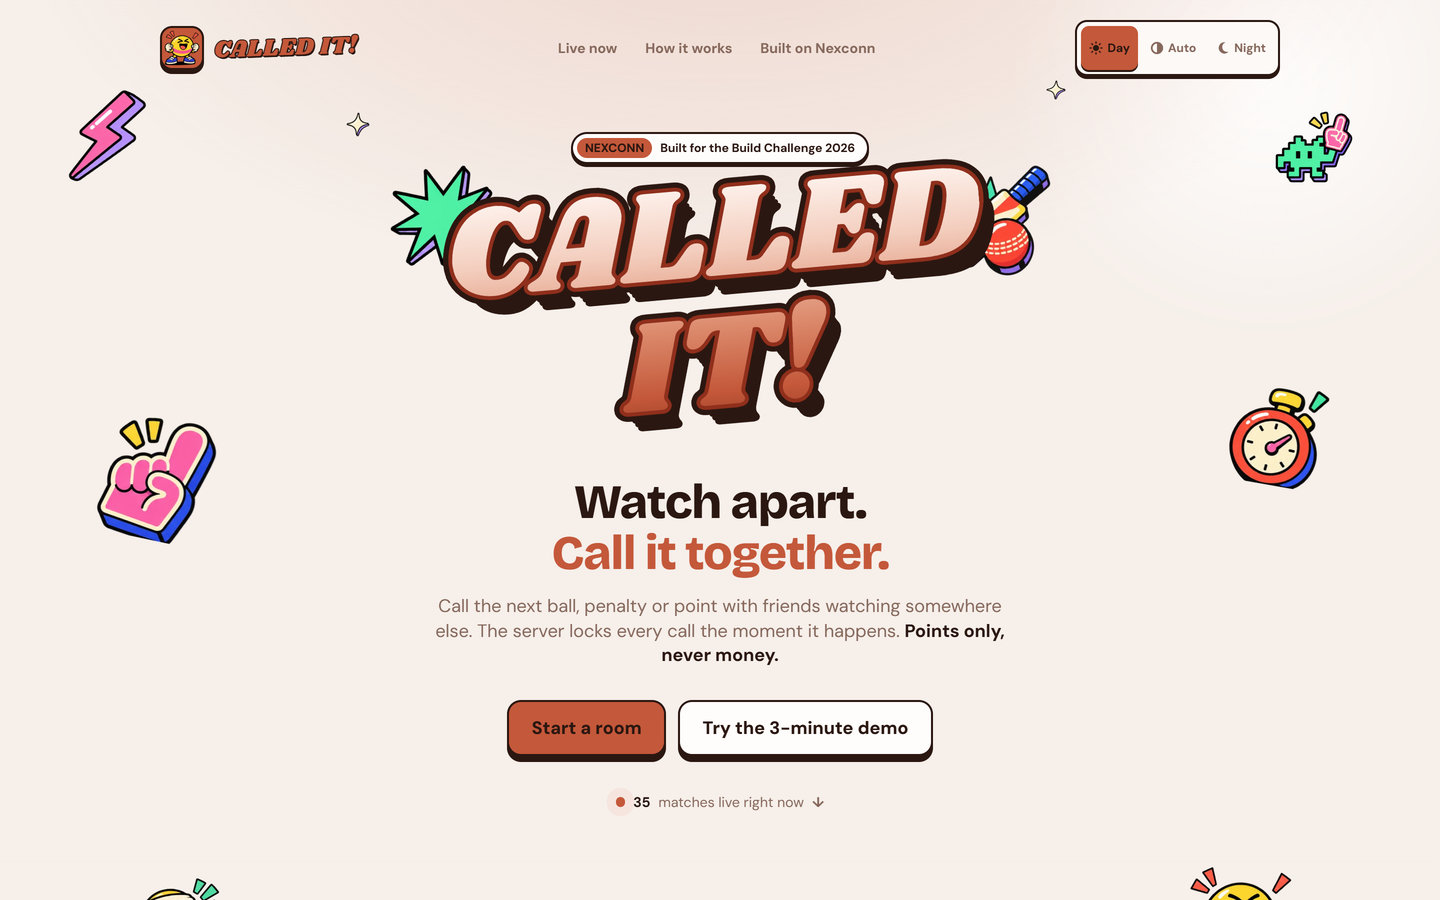 CALLED IT!
Live now
How it works
Built on Nexconn
Day
Auto
Night
NEXCONN Built for the Build Challenge 2026
CALLED
IT!
Watch apart.
Call it together.
Call the next ball, penalty or point with friends watching somewhere
else. The server locks every call the moment it happens. Points only,
never money.
Start a room
Try the 3-minute demo
35 matches live right now ↓